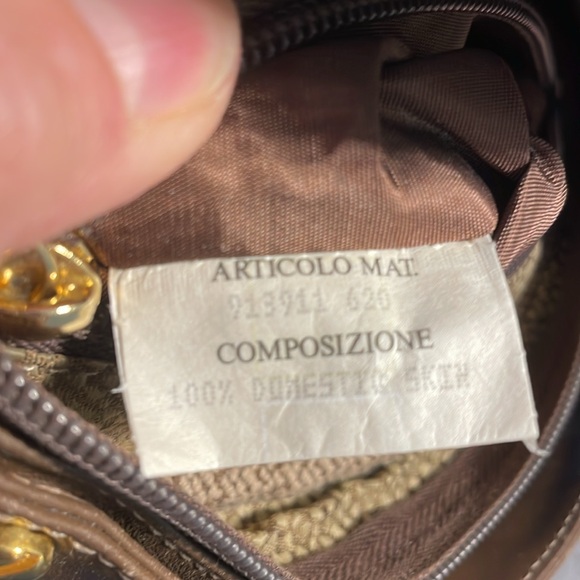 ARTICOLO MAT.
913911 620
COMPOSIZIONE
100% DOMESTIC SKIN